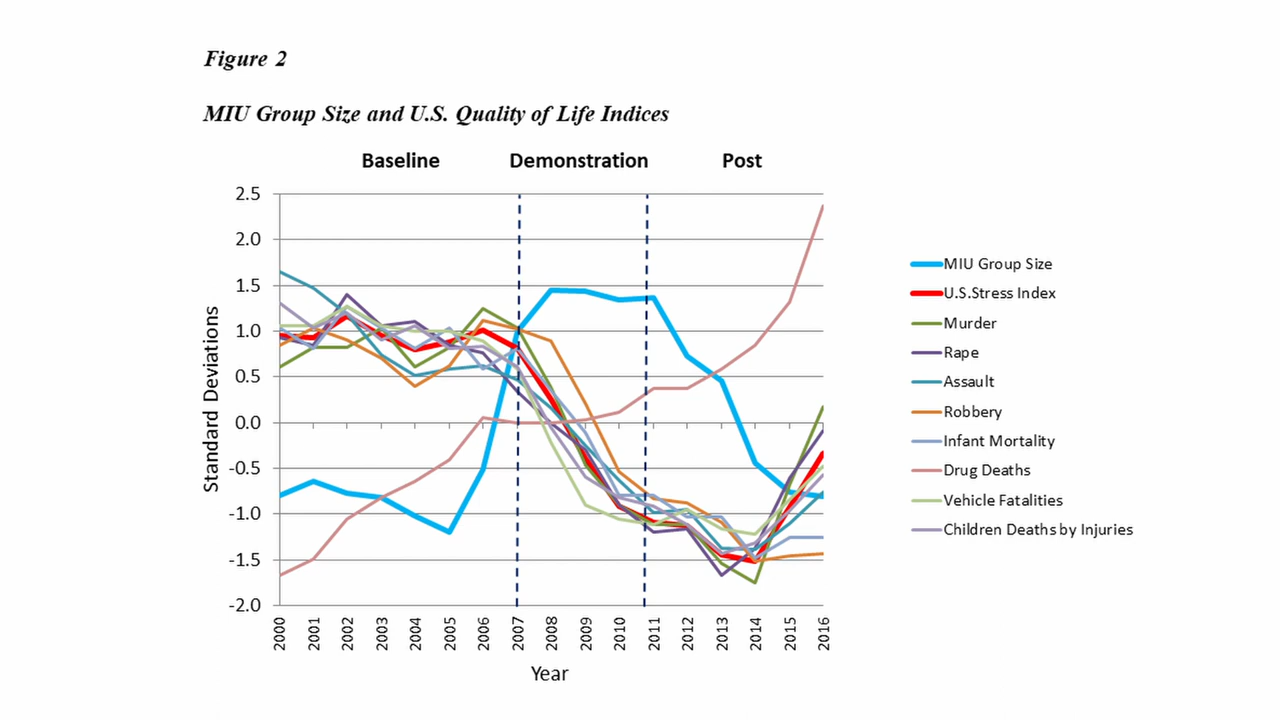 Figure 2
MIU Group Size and U.S. Quality of Life Indices
Baseline Demonstration Post
2.5
2.0
1.5
1.0
0.5
0.0
-0.5
-1.0
-1.5
-2.0
Standard Deviations
2000 2001 2002 2003 2004 2005 2006 2007 2008 2009 2010 2011 2012 2013 2014 2015 2016
Year
MIU Group Size
U.S.Stress Index
Murder
Rape
Assault
Robbery
Infant Mortality
Drug Deaths
Vehicle Fatalities
Children Deaths by Injuries